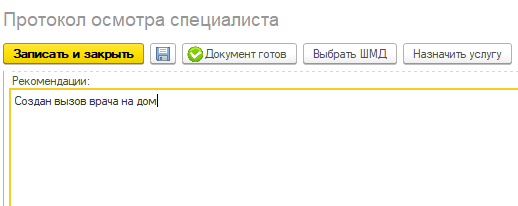 Протокол осмотра специалиста
Записать и закрыть Документ готов Выбрать ШМД Назначить услугу
Рекомендации:
Создан вызов врача на дом